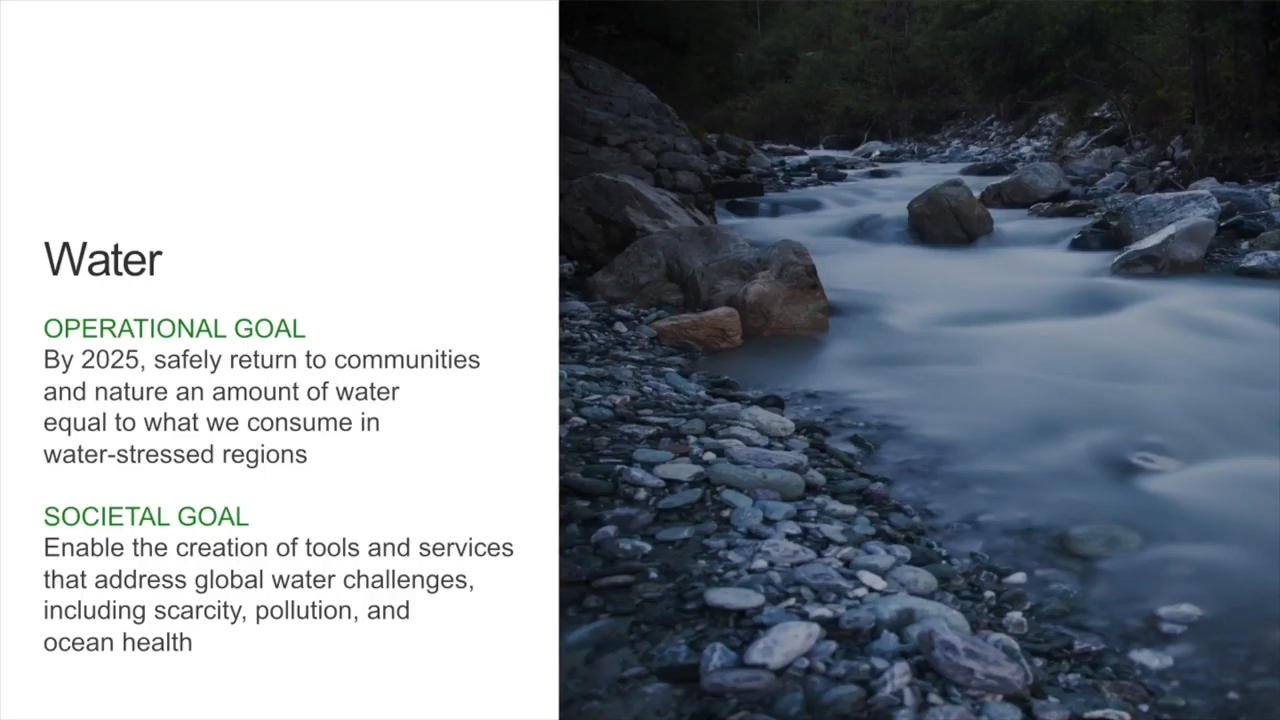 Water
OPERATIONAL GOAL
By 2025, safely return to communities
and nature an amount of water
equal to what we consume in
water-stressed regions
SOCIETAL GOAL
Enable the creation of tools and services
that address global water challenges,
including scarcity, pollution, and
ocean health